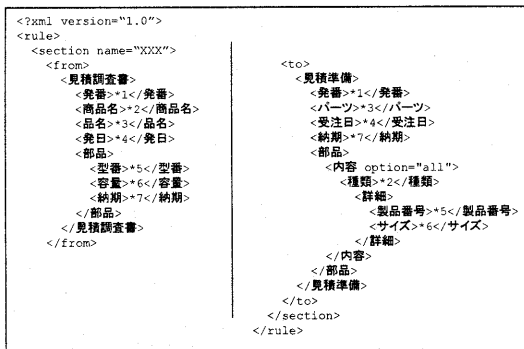 <?xml version="1.0">
<rule>
<section name="XXX">
<from>
<見積調査書>
<発番>*1</発番>
<商品名>*2</商品名>
<品名>*3</品名>
<発日>*4</発日>
<部品>
<型番>*5</型番>
<容量>*6</容量>
<納期>*7</納期>
</部品>
</見積調査書>
</from>
<to>
<見積準備>
<発番>*1</発番>
<パーツ>*3</パーツ>
<受注日>*4</受注日>
<納期>*7</納期>
<部品>
<内容 option="all">
<種類>*2</種類>
<詳細>
<製品番号>*5</製品番号>
<サイズ>*6</サイズ>
</詳細>
</内容>
</部品>
</見積準備>
</to>
</section>
</rule>